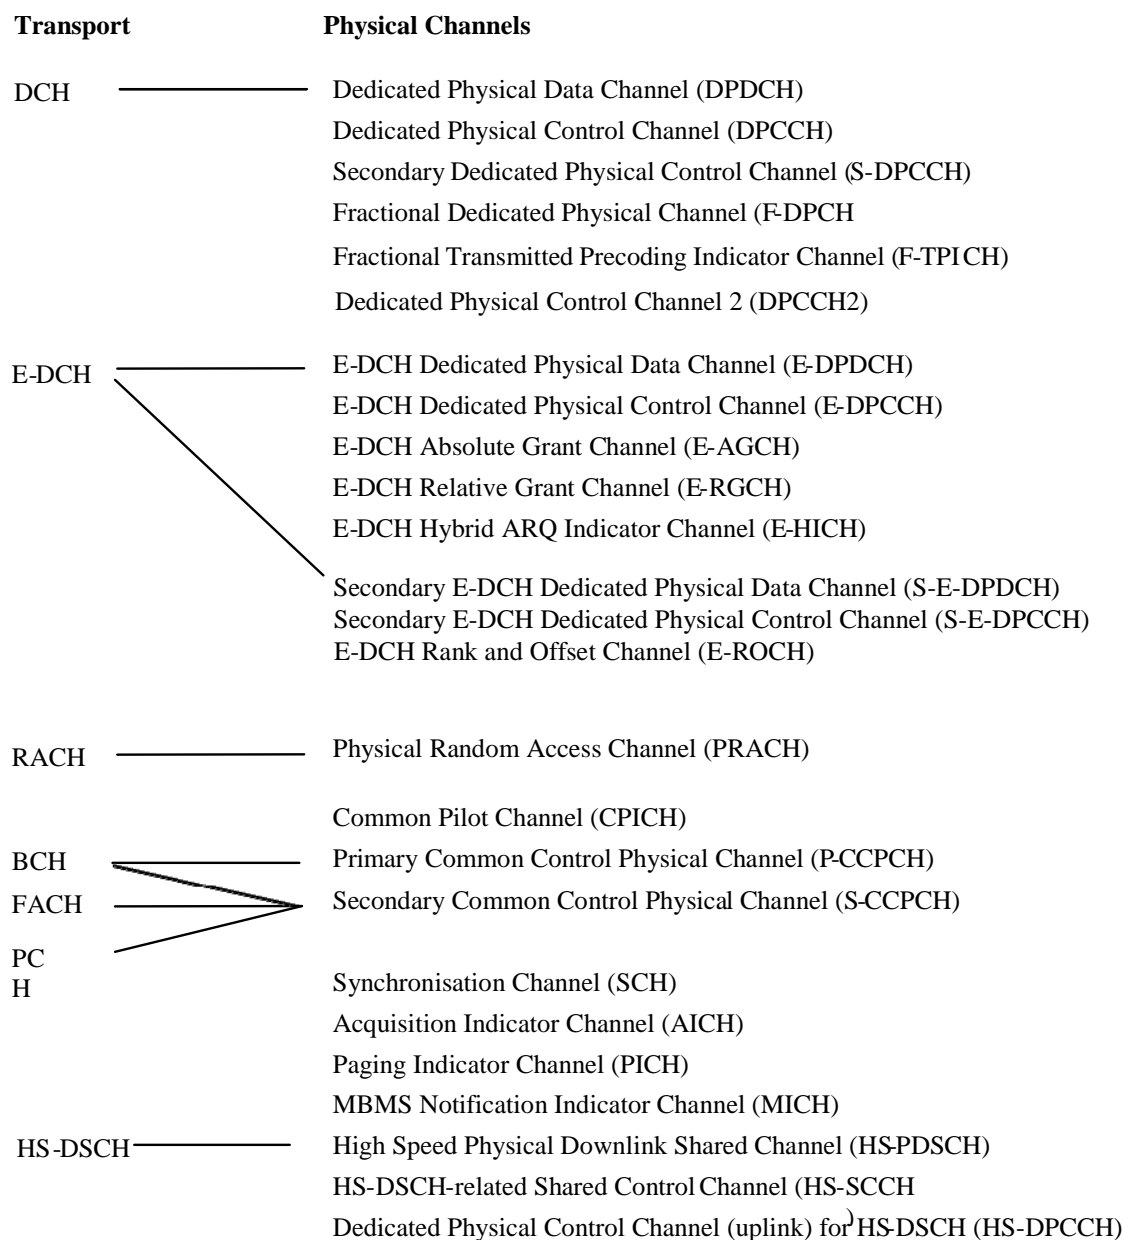 Transport Physical Channels
DCH Dedicated Physical Data Channel (DPDCH)
Dedicated Physical Control Channel (DPCCH)
Secondary Dedicated Physical Control Channel (S-DPCCH)
Fractional Dedicated Physical Channel (F-DPCH
Fractional Transmitted Precoding Indicator Channel (F-TPICH)
Dedicated Physical Control Channel 2 (DPCCH2)
E-DCH E-DCH Dedicated Physical Data Channel (E-DPDCH)
E-DCH Dedicated Physical Control Channel (E-DPCCH)
E-DCH Absolute Grant Channel (E-AGCH)
E-DCH Relative Grant Channel (E-RGCH)
E-DCH Hybrid ARQ Indicator Channel (E-HICH)
Secondary E-DCH Dedicated Physical Data Channel (S-E-DPDCH)
Secondary E-DCH Dedicated Physical Control Channel (S-E-DPCCH)
E-DCH Rank and Offset Channel (E-ROCH)
RACH Physical Random Access Channel (PRACH)
Common Pilot Channel (CPICH)
BCH Primary Common Control Physical Channel (P-CCPCH)
FACH Secondary Common Control Physical Channel (S-CCPCH)
PC
H Synchronisation Channel (SCH)
Acquisition Indicator Channel (AICH)
Paging Indicator Channel (PICH)
MBMS Notification Indicator Channel (MICH)
HS-DSCH High Speed Physical Downlink Shared Channel (HS-PDSCH)
HS-DSCH-related Shared Control Channel (HS-SCCH
Dedicated Physical Control Channel (uplink) for) HS-DSCH (HS-DPCCH)